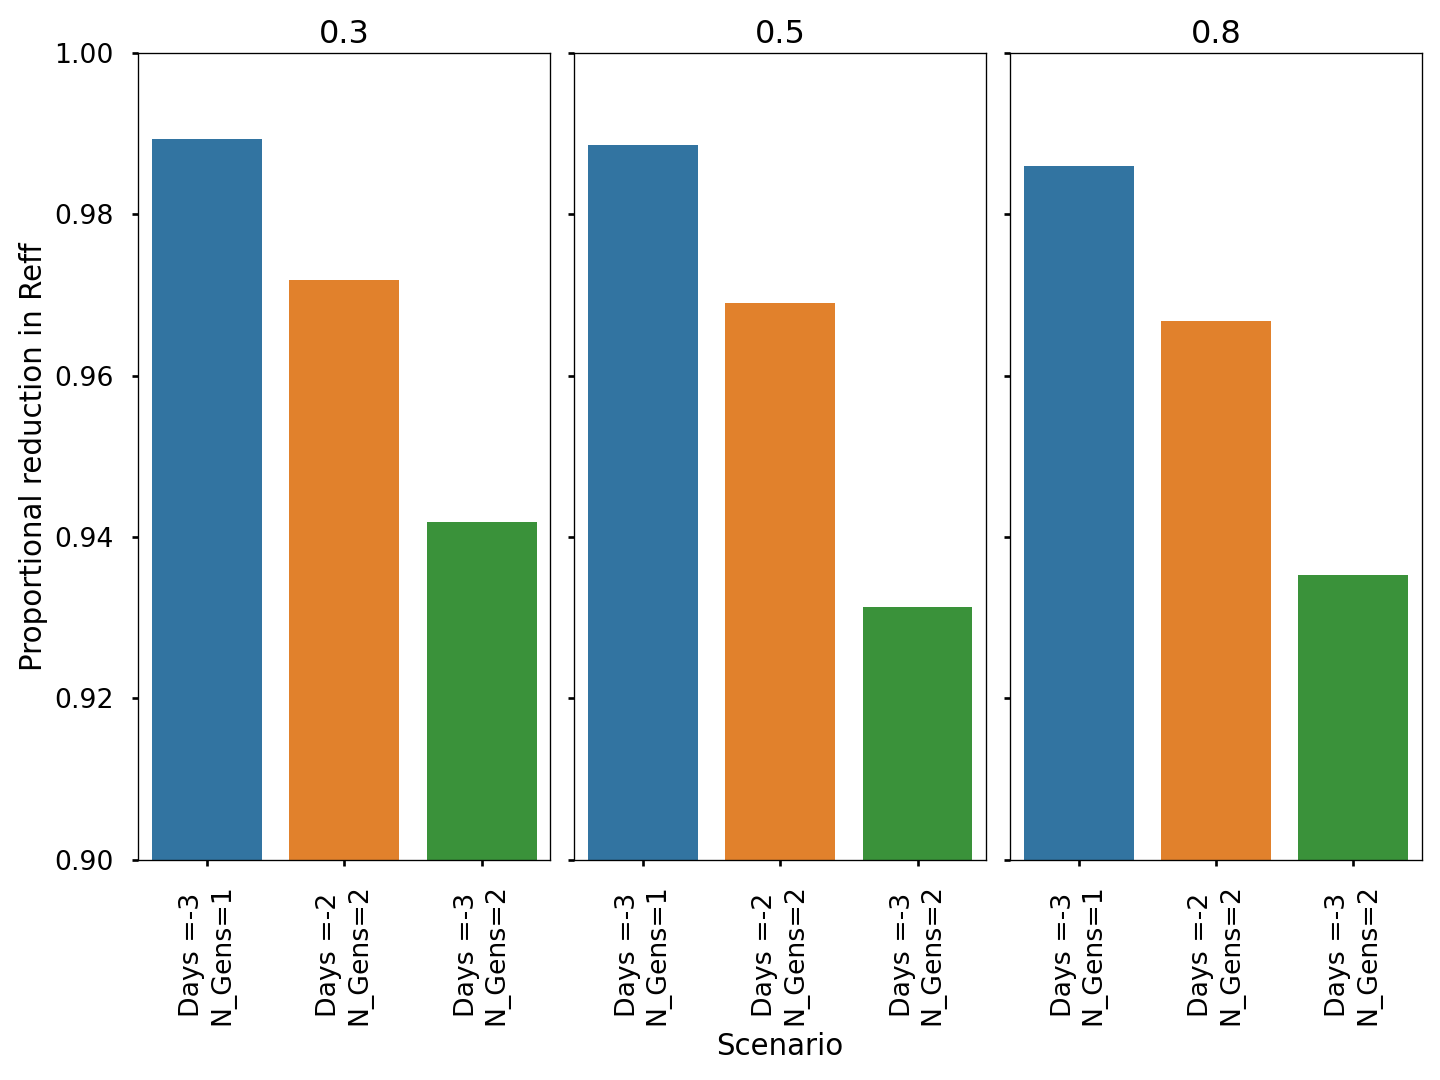 0.3
0.5
0.8
Proportional reduction in Reff
1.00
0.98
0.96
0.94
0.92
0.90
Days =-3
N_Gens=1
Days =-2
N_Gens=2
Days =-3
N_Gens=2
Days =-3
N_Gens=1
Days =-2
N_Gens=2
Days =-3
N_Gens=2
Days =-3
N_Gens=1
Days =-2
N_Gens=2
Days =-3
N_Gens=2
Scenario